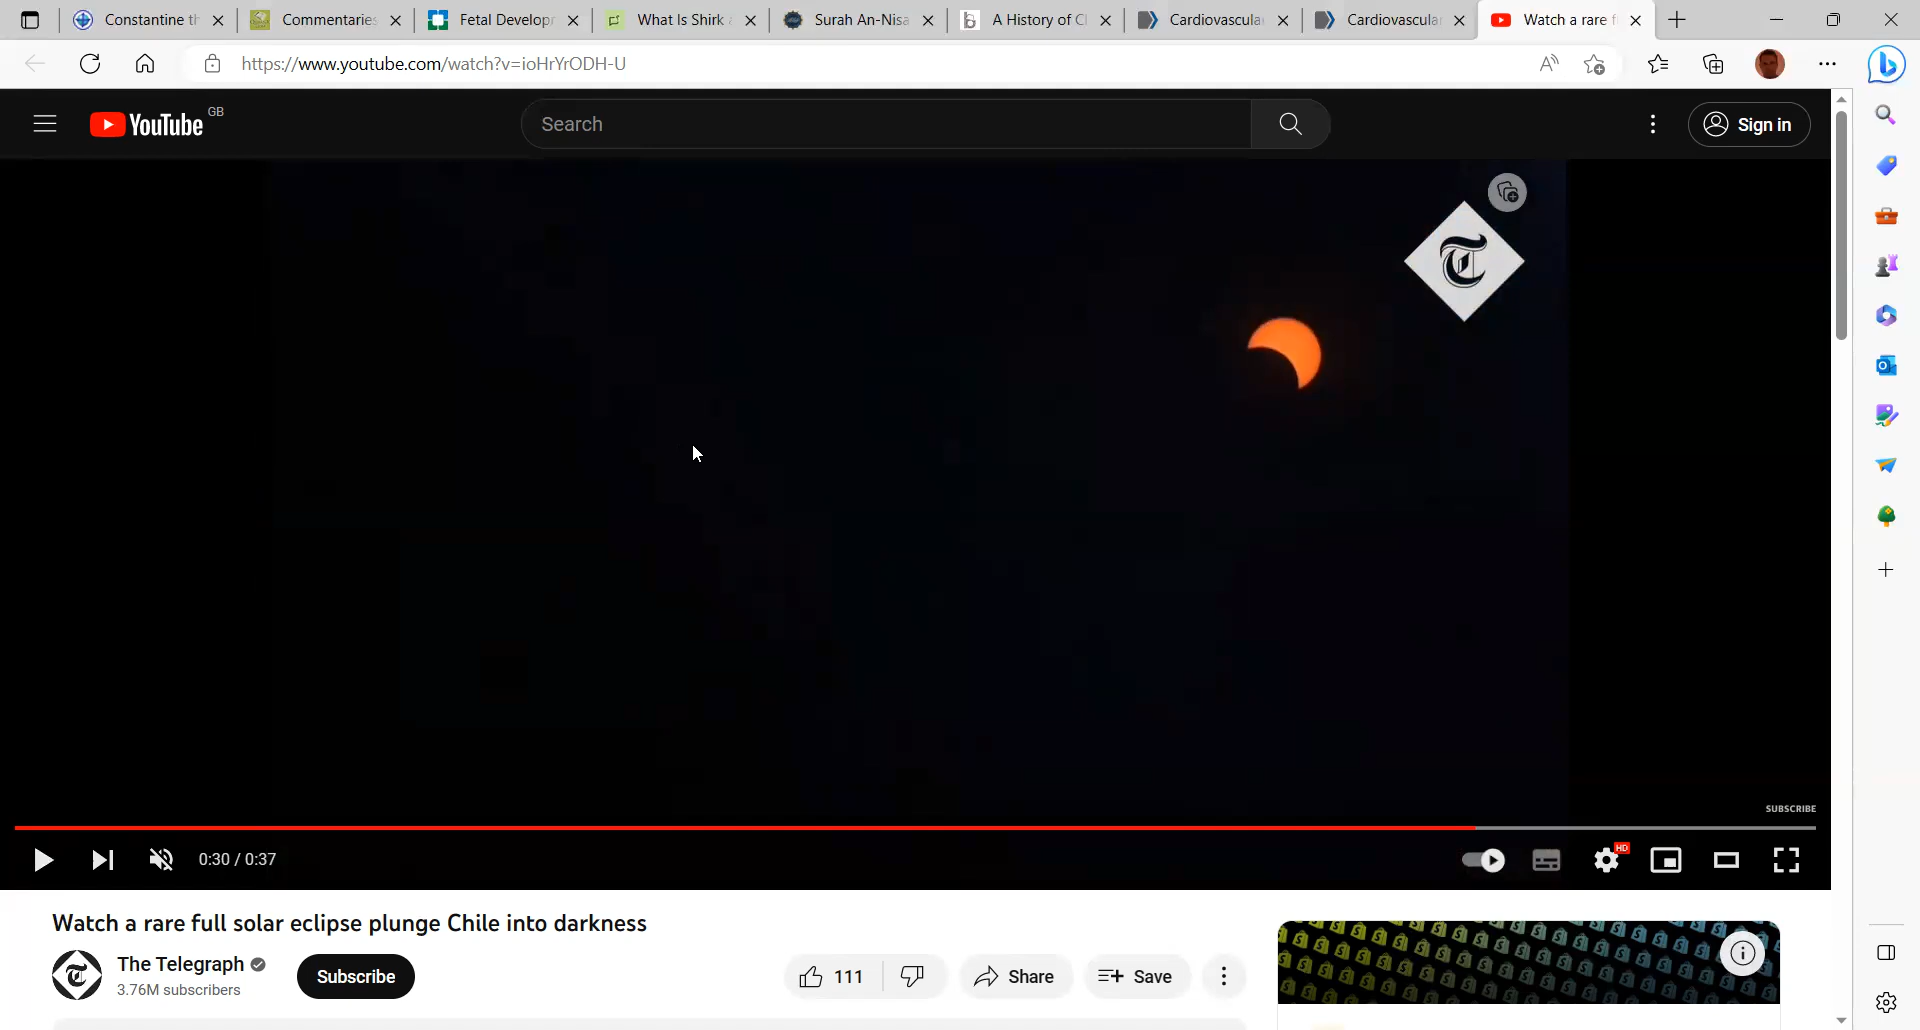 Constantine th
Commentaries
Fetal Develop
What Is Shirk a
Surah An-Nisa
A History of Cl
Cardiovascula
Cardiovascula
Watch a rare f
https://www.youtube.com/watch?v=ioHrYrODH-U
YouTube GB
Search
Sign in
SUBSCRIBE
0:30 / 0:37
HD
Watch a rare full solar eclipse plunge Chile into darkness
The Telegraph
3.76M subscribers
Subscribe
111
Share
Save